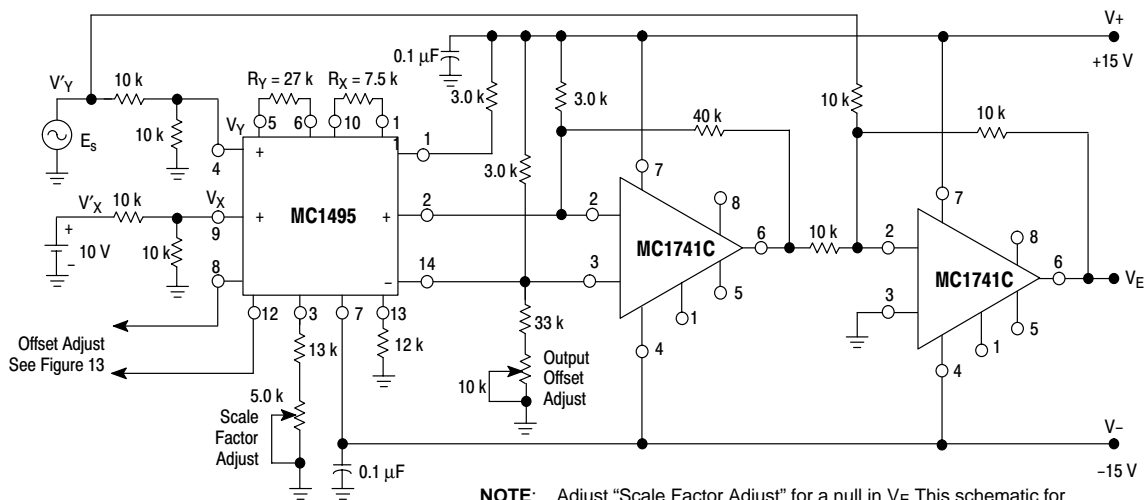 V+
+15 V
0.1 μF
V′Y
10 k
RY = 27 k
RX = 7.5 k
3.0 k
3.0 k
10 k
10 k
40 k
10 k
VY
5
6
10
1
1
1
3.0 k
7
7
Es
4
+
V′X
10 k
VX
MC1495
+
2
2
8
+
9
MC1741C
6
10 k
2
8
10 V
–
10 k
MC1741C
6
VE
8
–
14
3
5
3
5
12
3
7
13
1
1
Offset Adjust
See Figure 13
13 k
12 k
33 k
4
4
10 k
Output
Offset
Adjust
5.0 k
Scale
Factor
Adjust
V–
–15 V
0.1 μF
NOTE: Adjust “Scale Factor Adjust” for a null in VE This schematic for